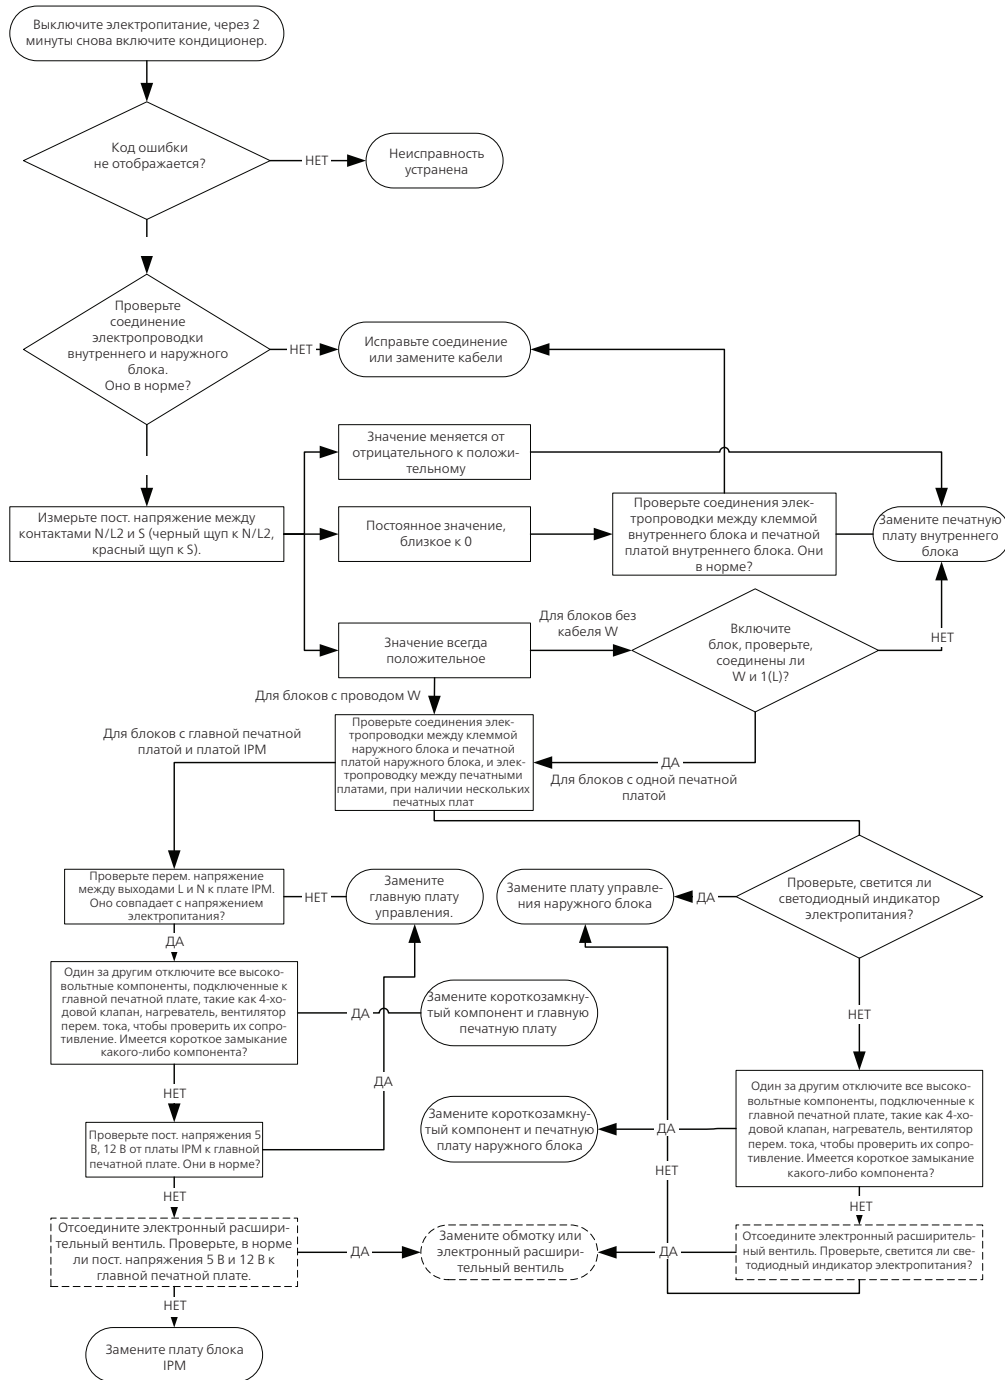 Выключите электропитание, через 2
минуты снова включите кондиционер.
Код ошибки
не отображается?
НЕТ
Неисправность
устранена
Проверьте
соединение
электропроводки
внутреннего и наружного
блока.
Оно в норме?
НЕТ
Исправьте соединение
или замените кабели
Значение меняется от
отрицательного к положи-
тельному
Измерьте пост. напряжение между
контактами N/L2 и S (черный щуп к N/L2,
красный щуп к S).
Постоянное значение,
близкое к 0
Проверьте соединения элек-
тропроводки между клеммой
внутреннего блока и печатной
платой внутреннего блока. Они
в норме?
Замените печатную
плату внутреннего
блока
Значение всегда
положительное
Для блоков без
кабеля W
Включите
блок, проверьте,
соединены ли
W и 1(L)?
НЕТ
Для блоков с проводом W
Для блоков с главной печатной
платой и платой IPM
Проверьте соединения элек-
тропроводки между клеммой
наружного блока и печатной
платой наружного блока, и элек-
тропроводку между печатными
платами, при наличии нескольких
печатных плат
ДА
Для блоков с одной печатной
платой
Проверьте перем. напряжение
между выходами L и N к плате IPM.
Оно совпадает с напряжением
электропитания?
НЕТ
Замените
главную плату
управления.
Замените плату управле-
ния наружного блока
ДА
Проверьте, светится ли
светодиодный индикатор
электропитания?
ДА
Один за другим отключите все высоко-
вольтные компоненты, подключенные к
главной печатной плате, такие как 4-хо-
довой клапан, нагреватель, вентилятор
перем. тока, чтобы проверить их сопро-
тивление. Имеется короткое замыкание
какого-либо компонента?
ДА
Замените короткозамкну-
тый компонент и главную
печатную плату
НЕТ
НЕТ
ДА
Проверьте пост. напряжения 5
В, 12 В от платы IPM к главной
печатной плате. Они в норме?
Замените короткозамкну-
тый компонент и печатную
плату наружного блока
ДА
Один за другим отключите все высоко-
вольтные компоненты, подключенные к
главной печатной плате, такие как 4-хо-
довой клапан, нагреватель, вентилятор
перем. тока, чтобы проверить их сопро-
тивление. Имеется короткое замыкание
какого-либо компонента?
НЕТ
НЕТ
НЕТ
Отсоедините электронный расшири-
тельный вентиль. Проверьте, в норме
ли пост. напряжения 5 В и 12 В к
главной печатной плате.
ДА
Замените обмотку или
электронный расшири-
тельный вентиль
ДА
Отсоедините электронный расширитель-
ный вентиль. Проверьте, светится ли све-
тодиодный индикатор электропитания?
НЕТ
Замените плату блока
IPM